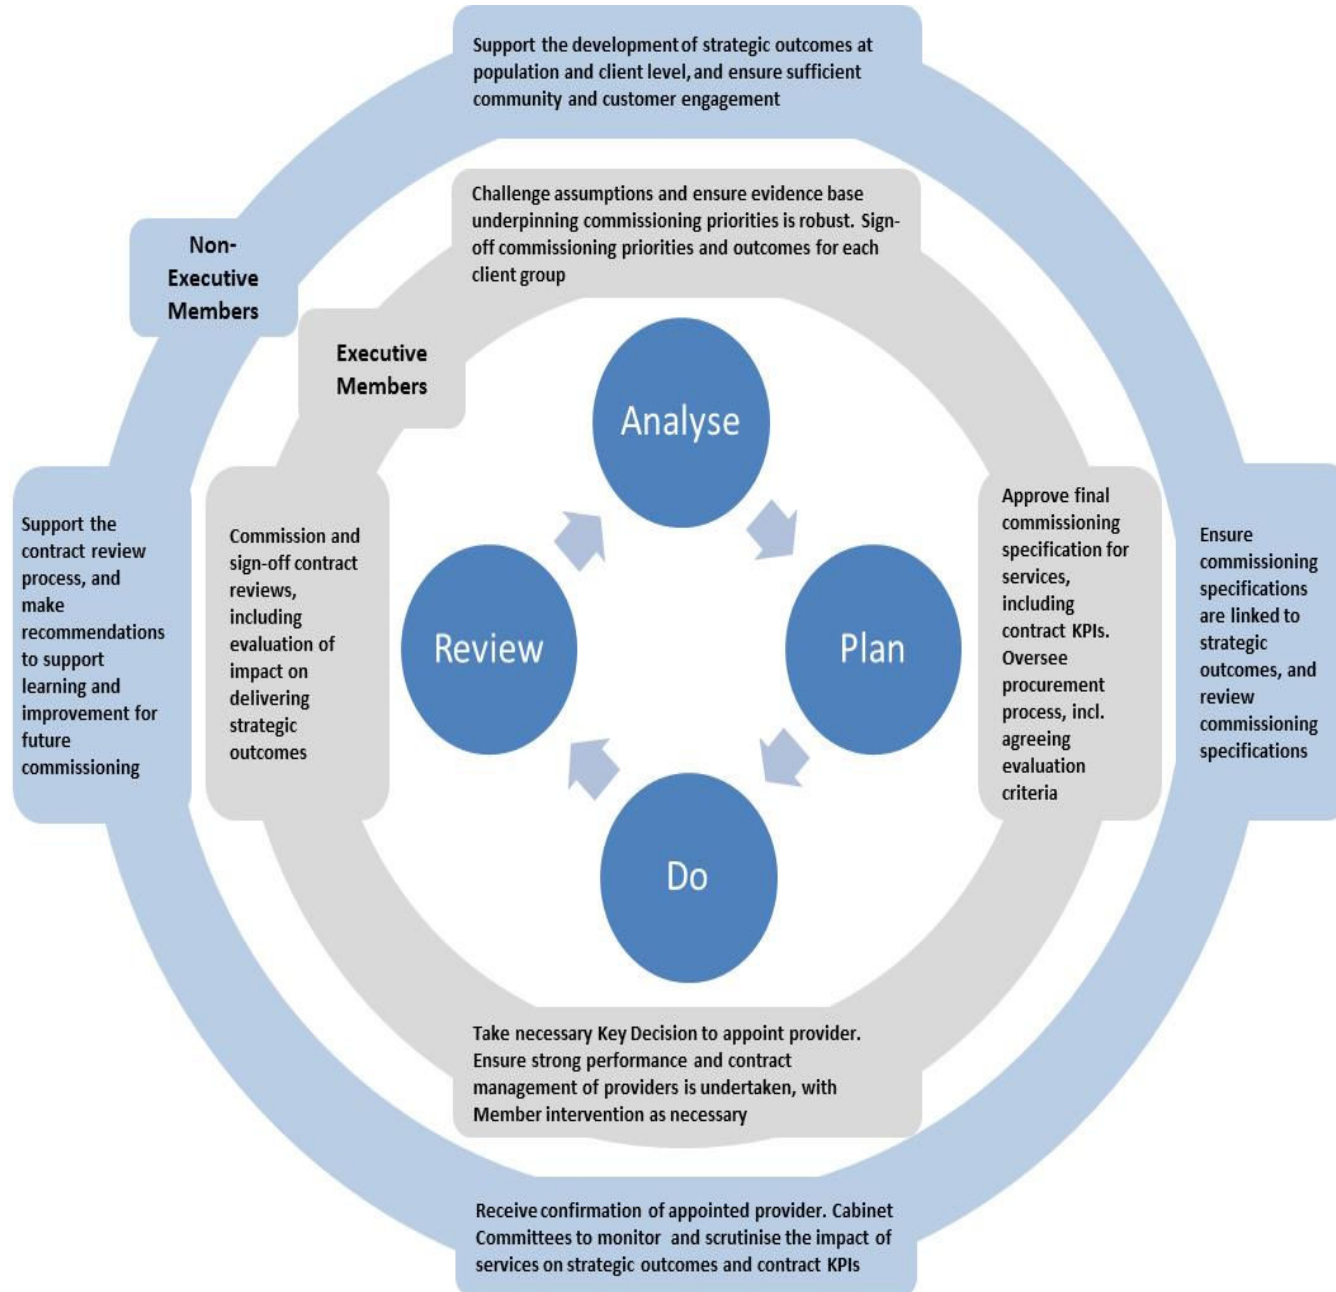 Support the development of strategic outcomes at
population and client level, and ensure sufficient
community and customer engagement
Non-
Executive
Members
Challenge assumptions and ensure evidence base
underpinning commissioning priorities is robust. Sign-
off commissioning priorities and outcomes for each
client group
Executive
Members
Analyse
Plan
Do
Review
Approve final
commissioning
specification for
services,
including
contract KPIs.
Oversee
procurement
process, incl.
agreeing
evaluation
criteria
Ensure
commissioning
specifications
are linked to
strategic
outcomes, and
review
commissioning
specifications
Take necessary Key Decision to appoint provider.
Ensure strong performance and contract
management of providers is undertaken, with
Member intervention as necessary
Receive confirmation of appointed provider. Cabinet
Committees to monitor and scrutinise the impact of
services on strategic outcomes and contract KPIs
Commission and
sign-off contract
reviews,
including
evaluation of
impact on
delivering
strategic
outcomes
Support the
contract review
process, and
make
recommendations
to support
learning and
improvement for
future
commissioning